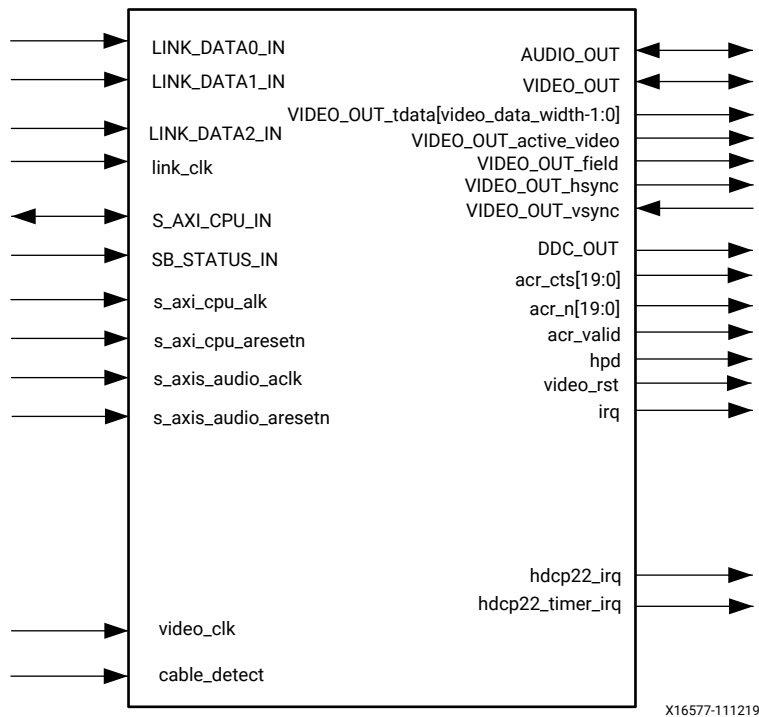 LINK_DATA0_IN
LINK_DATA1_IN
LINK_DATA2_IN
link_clk
S_AXI_CPU_IN
SB_STATUS_IN
s_axi_cpu_alk
s_axi_cpu_aresetn
s_axis_audio_aclk
s_axis_audio_aresetn
video_clk
cable_detect
AUDIO_OUT
VIDEO_OUT
VIDEO_OUT_tdata[video_data_width-1:0]
VIDEO_OUT_active_video
VIDEO_OUT_field
VIDEO_OUT_hsync
VIDEO_OUT_vsync
DDC_OUT
acr_cts[19:0]
acr_n[19:0]
acr_valid
hpd
video_rst
irq
hdcp22_irq
hdcp22_timer_irq
X16577-111219